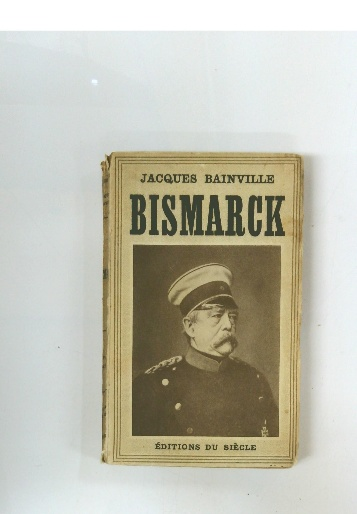 JACQUES BAINVILLE
BISMARCK
ÉDITIONS DU SIÈCLE